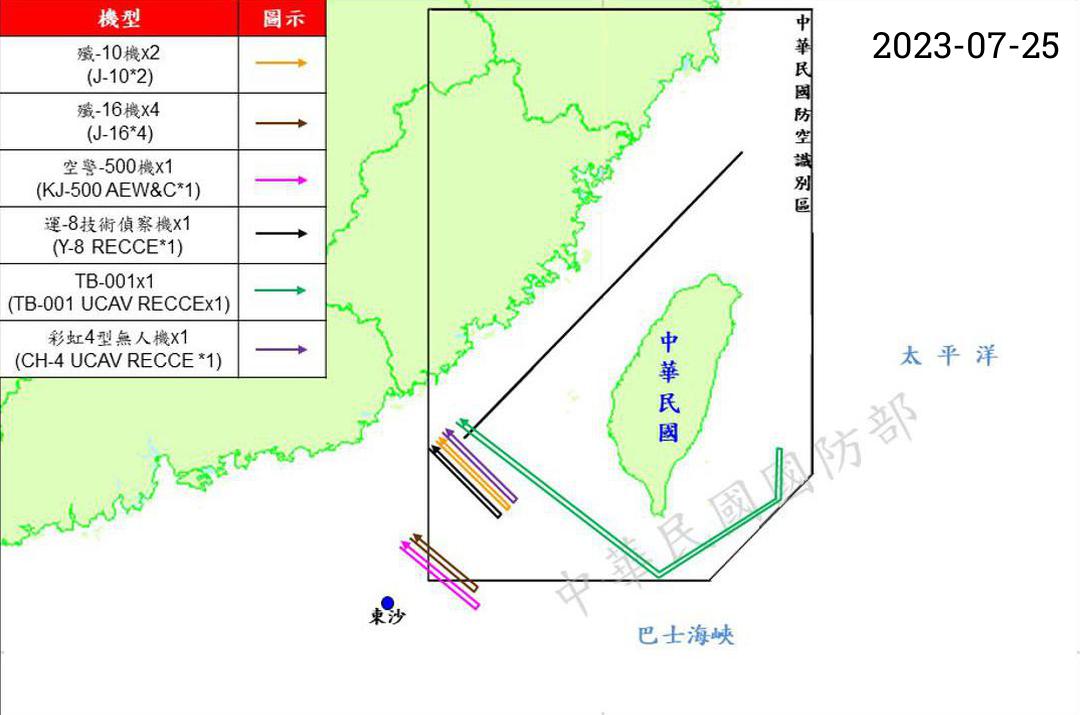 機型 圖示
殲-10機x2
(J-10*2)
殲-16機x4
(J-16*4)
空警-500機x1
(KJ-500 AEW&C*1)
運-8技術偵察機x1
(Y-8 RECCE*1)
TB-001x1
(TB-001 UCAV RECCEx1)
彩虹4型無人機x1
(CH-4 UCAV RECCE *1)
2023-07-25
中華民國防空識別區
中華民國
太平洋
中華民國國防部
東沙
巴士海峽